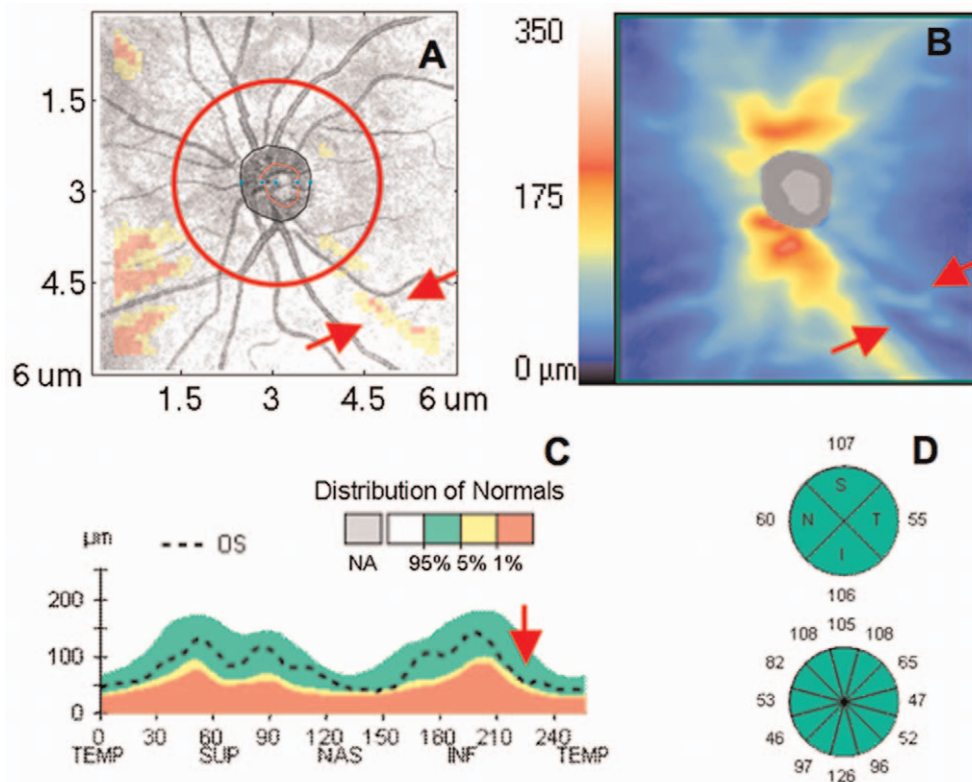 A
1.5
3
4.5
6 um
1.5 3 4.5 6 um
B
350
175
0 µm
C
Distribution of Normals
NA 95% 5% 1%
µm
OS
200
100
0
0 30 60 90 120 150 180 210 240
TEMP SUP NAS INF TEMP
D
107
S
60 N T 55
I
106
105
108 108
82 65
53 47
46 52
97 96
126